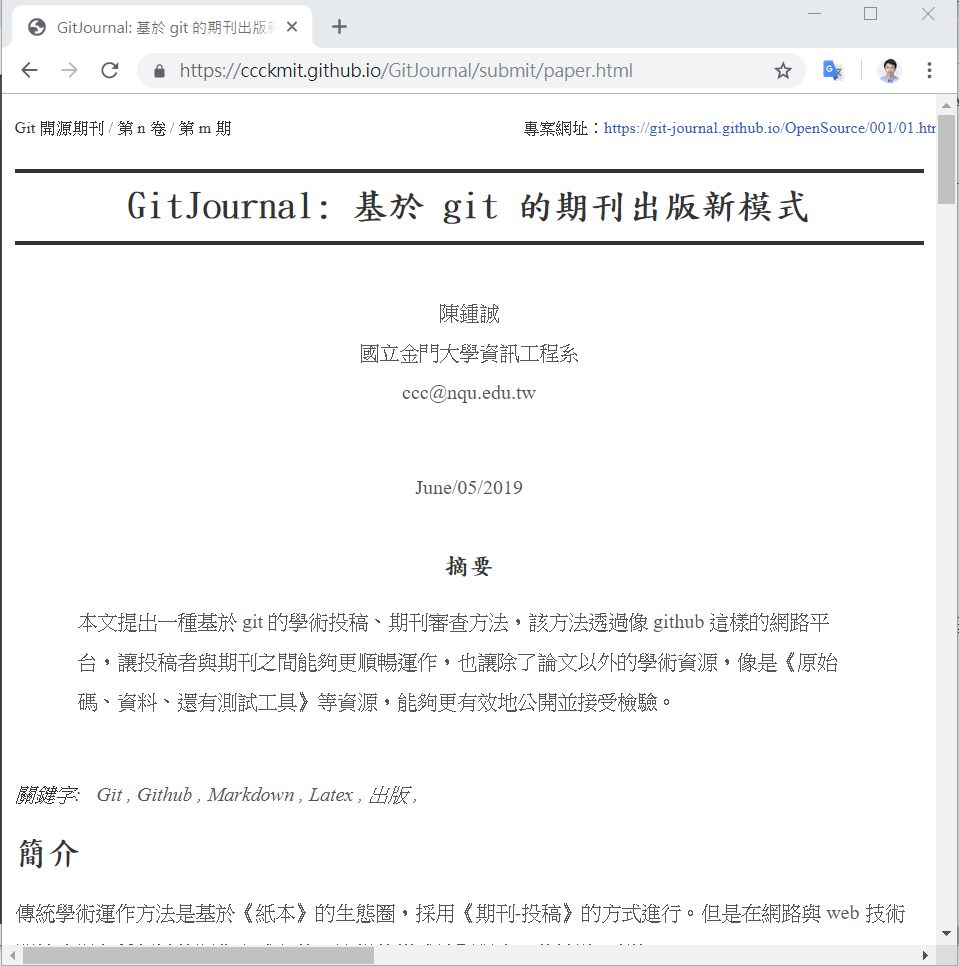 GitJournal: 基於 git 的期刊出版新
https://ccckmit.github.io/GitJournal/submit/paper.html
Git 開源期刊 / 第 n 卷 / 第 m 期
專案網址：https://git-journal.github.io/OpenSource/001/01.htm
GitJournal: 基於 git 的期刊出版新模式
陳鍾誠
國立金門大學資訊工程系
ccc@nqu.edu.tw
June/05/2019
摘要
本文提出一種基於 git 的學術投稿、期刊審查方法，該方法透過像 github 這樣的網路平
台，讓投稿者與期刊之間能夠更順暢運作，也讓除了論文以外的學術資源，像是《原始
碼、資料、還有測試工具》等資源，能夠更有效地公開並接受檢驗。
關鍵字: Git , Github , Markdown , Latex , 出版 ,
簡介
傳統學術運作方法是基於《紙本》的生態圈，採用《期刊-投稿》的方式進行。但是在網路與 web 技術